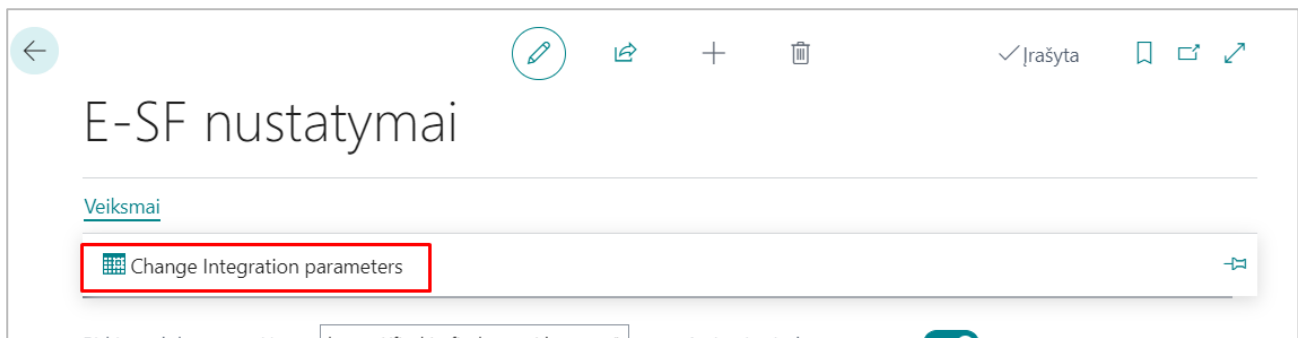 Įrašyta
E-SF nustatymai
Veiksmai
Change Integration parameters